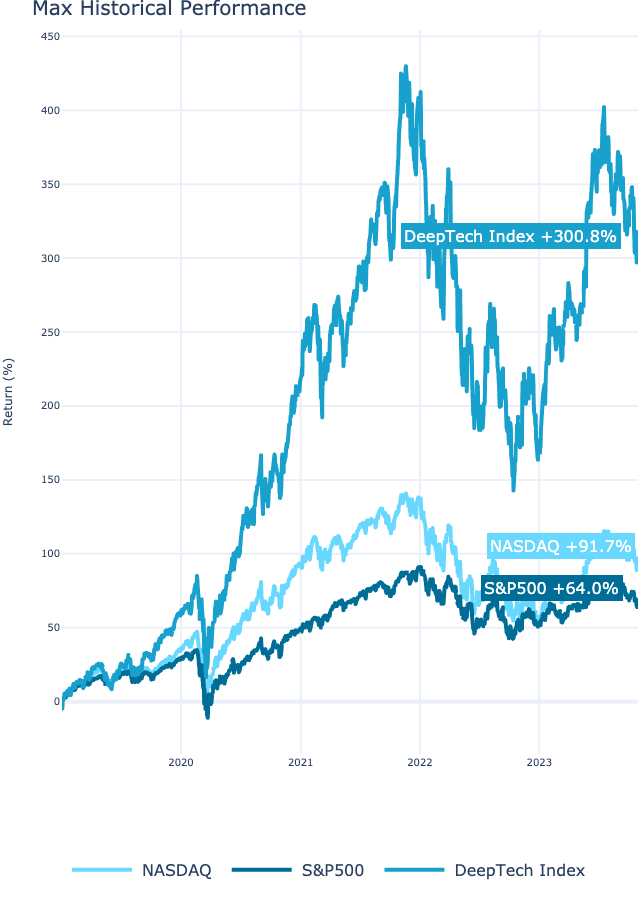 Max Historical Performance
450
400
350
300
250
200
150
100
50
0
Return (%)
DeepTech Index +300.8%
NASDAQ +91.7%
S&P500 +64.0%
2020 2021 2022 2023
NASDAQ S&P500 DeepTech Index